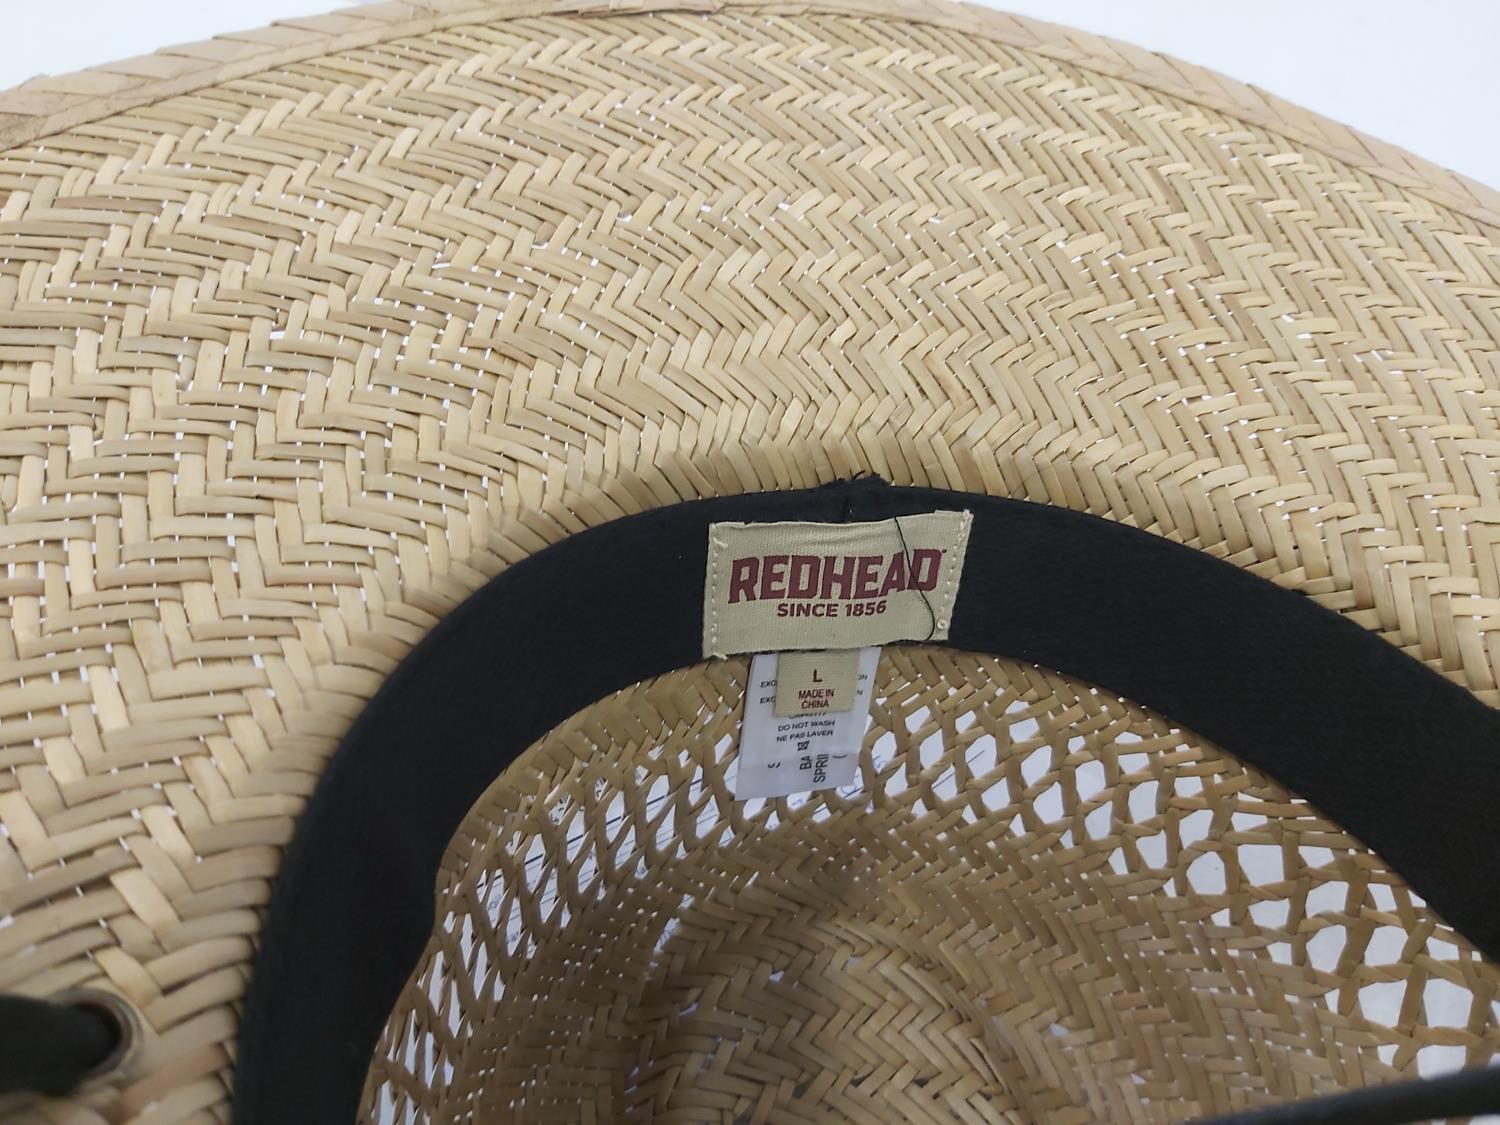 REDHEAD
SINCE 1856
L
MADE IN
CHINA
DO NOT WASH
NE PAS LAVER